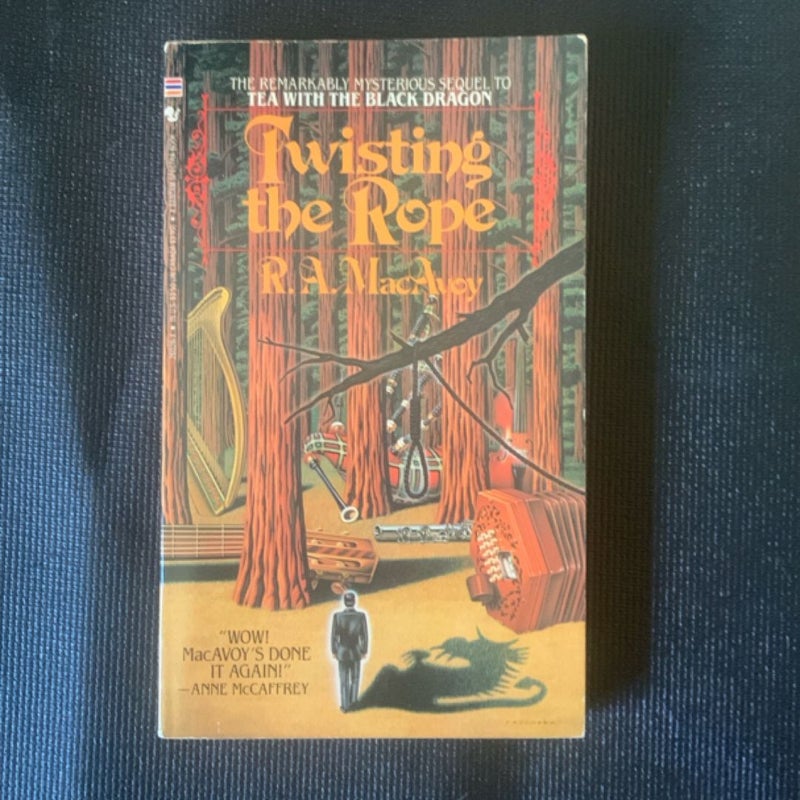 THE REMARKABLY MYSTERIOUS SEQUEL TO
TEA WITH THE BLACK DRAGON
Twisting
the Rope
R. A. MacAvoy
"WOW!
MacAVOY'S DONE
IT AGAIN!"
—ANNE McCAFFREY